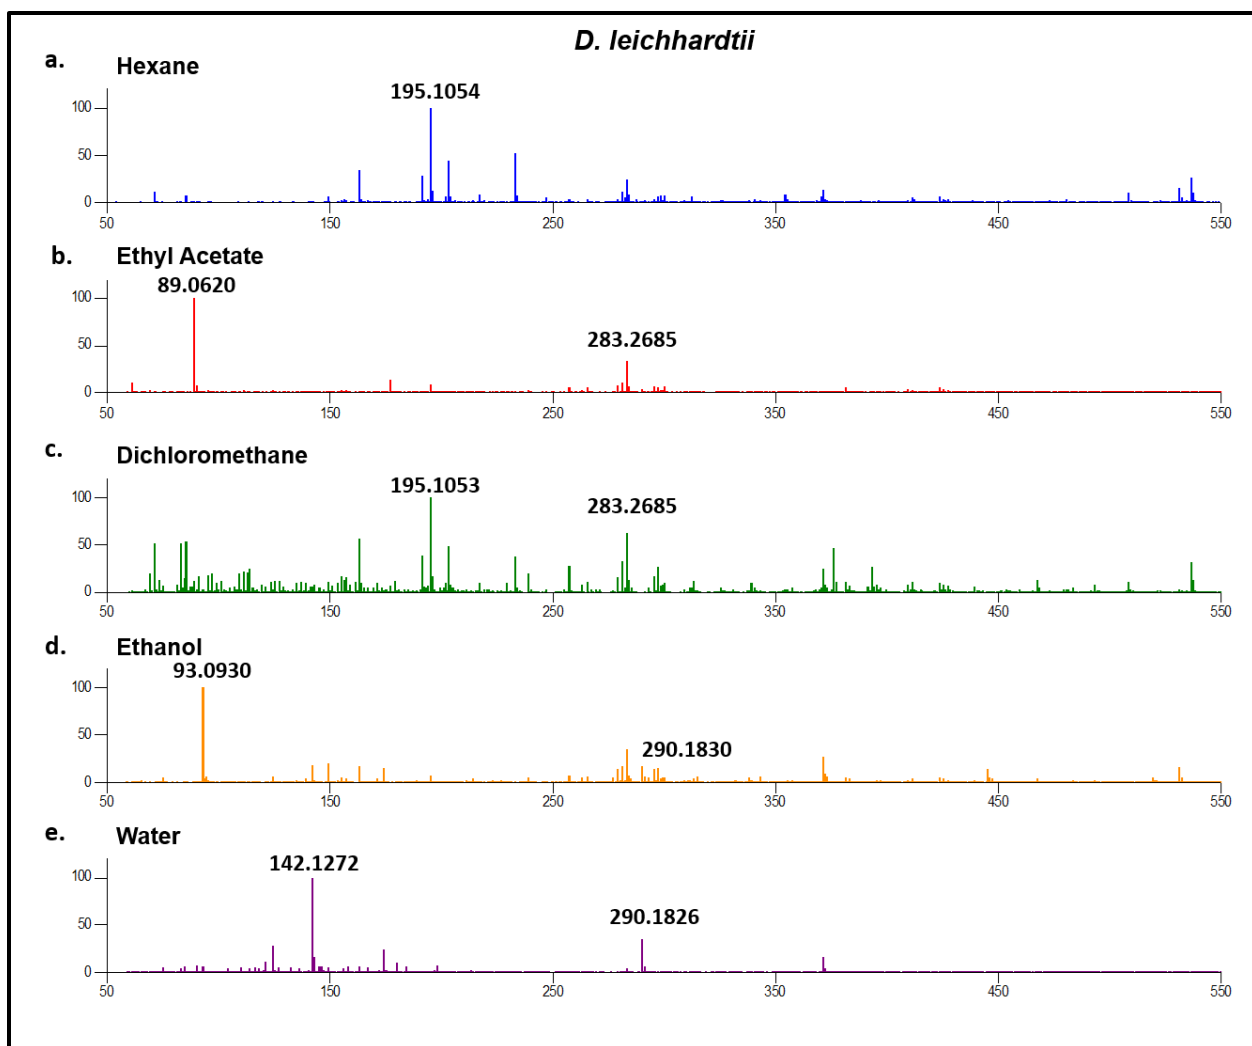 D. leichhardtii
a. Hexane
195.1054
100
50
0
50 150 250 350 450 550
b. Ethyl Acetate
89.0620
283.2685
100
50
0
50 150 250 350 450 550
c. Dichloromethane
195.1053
283.2685
100
50
0
50 150 250 350 450 550
d. Ethanol
93.0930
290.1830
100
50
0
50 150 250 350 450 550
e. Water
142.1272
290.1826
100
50
0
50 150 250 350 450 550